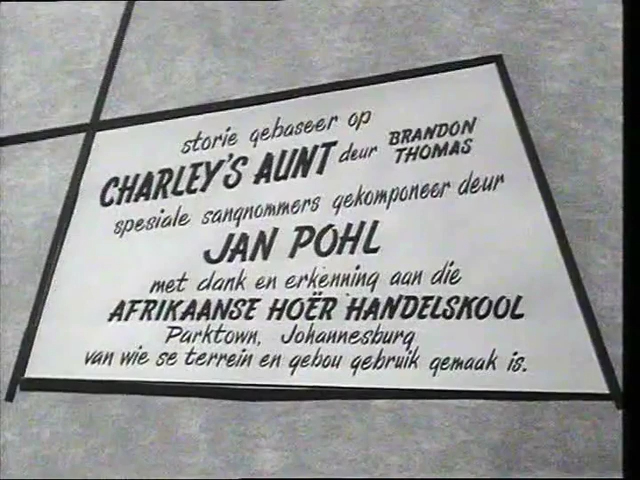 storie gebaseer op
CHARLEY'S AUNT deur BRANDON THOMAS
spesiale sangnommers gekomponeer deur
JAN POHL
met dank en erkenning aan die
AFRIKAANSE HOËR HANDELSKOOL
Parktown, Johannesburg
van wie se terrein en gebou gebruik gemaak is.